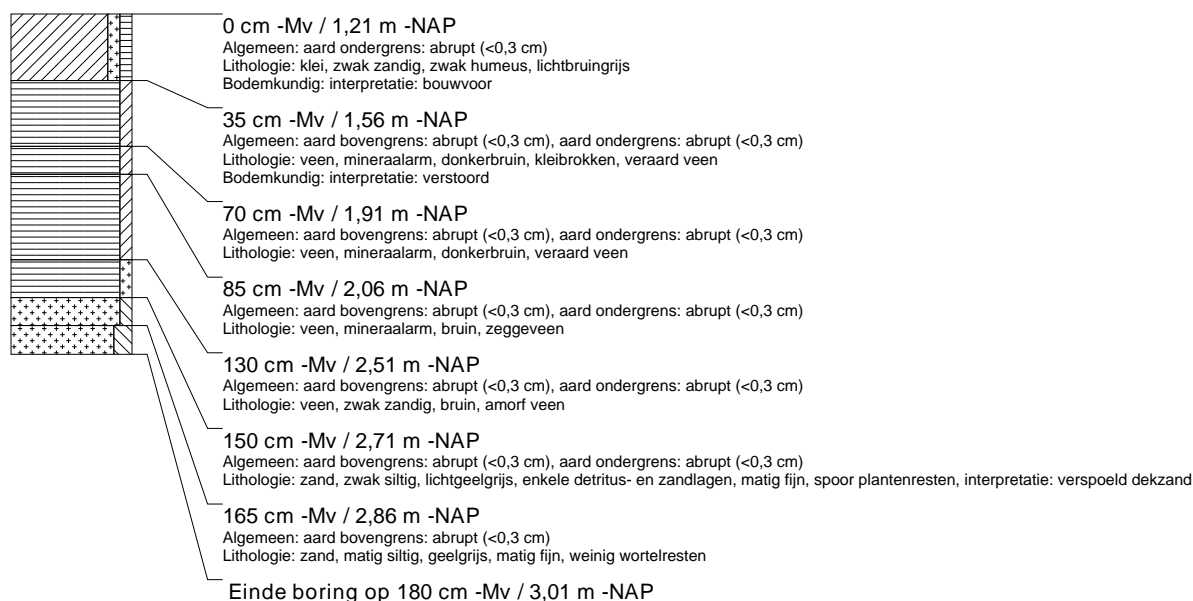 0 cm -Mv / 1,21 m -NAP
Algemeen: aard ondergrens: abrupt (<0,3 cm)
Lithologie: klei, zwak zandig, zwak humeus, lichtbruingrijs
Bodemkundig: interpretatie: bouwvoor
35 cm -Mv / 1,56 m -NAP
Algemeen: aard bovengrens: abrupt (<0,3 cm), aard ondergrens: abrupt (<0,3 cm)
Lithologie: veen, mineraalarm, donkerbruin, kleibrokken, veraard veen
Bodemkundig: interpretatie: verstoord
70 cm -Mv / 1,91 m -NAP
Algemeen: aard bovengrens: abrupt (<0,3 cm), aard ondergrens: abrupt (<0,3 cm)
Lithologie: veen, mineraalarm, donkerbruin, veraard veen
85 cm -Mv / 2,06 m -NAP
Algemeen: aard bovengrens: abrupt (<0,3 cm), aard ondergrens: abrupt (<0,3 cm)
Lithologie: veen, mineraalarm, bruin, zeggeveen
130 cm -Mv / 2,51 m -NAP
Algemeen: aard bovengrens: abrupt (<0,3 cm), aard ondergrens: abrupt (<0,3 cm)
Lithologie: veen, zwak zandig, bruin, amorf veen
150 cm -Mv / 2,71 m -NAP
Algemeen: aard bovengrens: abrupt (<0,3 cm), aard ondergrens: abrupt (<0,3 cm)
Lithologie: zand, zwak siltig, lichtgeelgrijs, enkele detritus- en zandlagen, matig fijn, spoor plantenresten, interpretatie: verspoeld dekzand
165 cm -Mv / 2,86 m -NAP
Algemeen: aard bovengrens: abrupt (<0,3 cm)
Lithologie: zand, matig siltig, geelgrijs, matig fijn, weinig wortelresten
Einde boring op 180 cm -Mv / 3,01 m -NAP